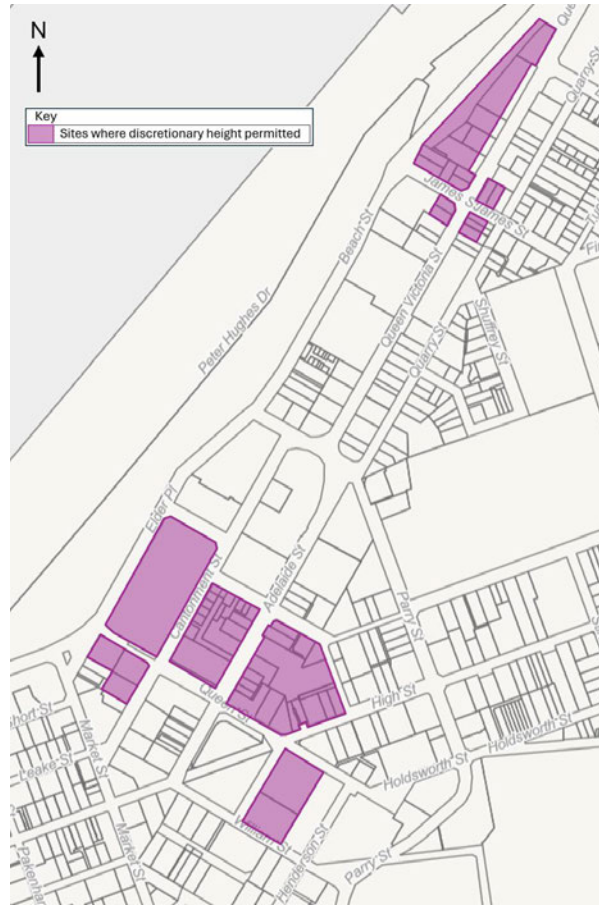 N
Key
Sites where discretionary height permitted
Quarry St
James St
James St
Beach St
Queen Victoria St
Peter Hughes Dr
Shuffrey St
Quarry St
Elder Pl
Cantonment St
Adelaide St
Parry St
Queen St
High St
Market St
Leake St
Holdsworth St
Holdsworth St
William St
Market St
Henderson St
Parry St